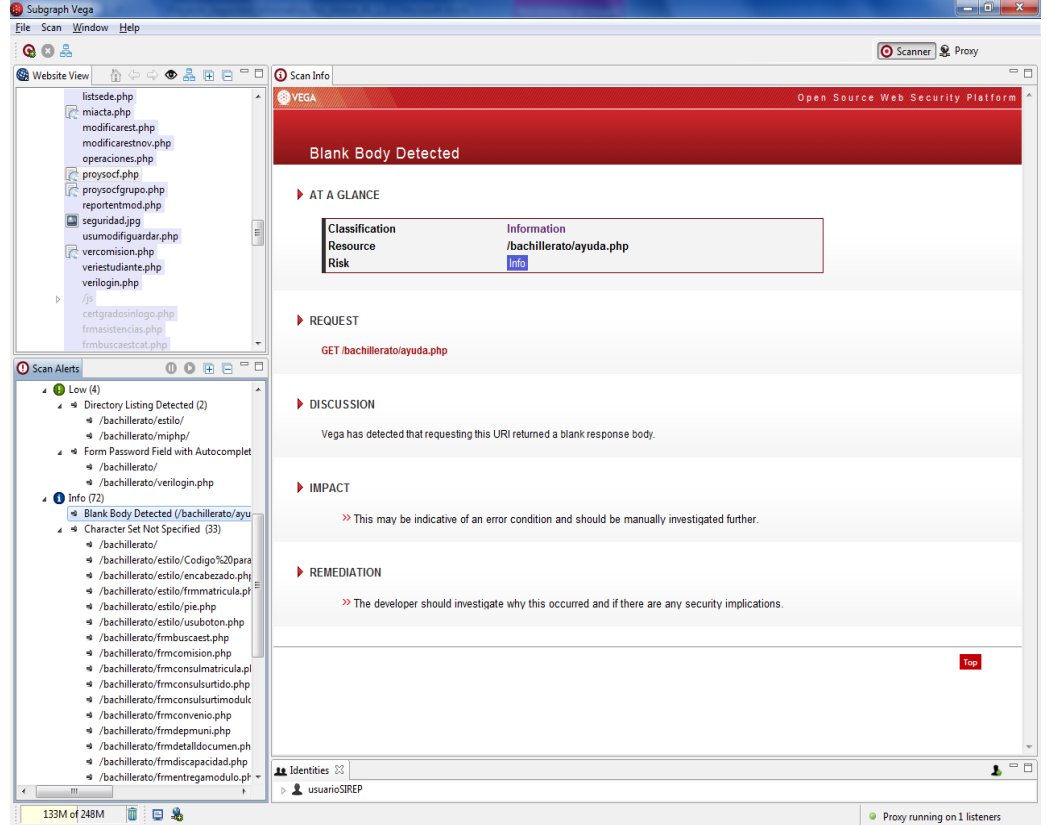 Subgraph Vega
File Scan Window Help
Scanner Proxy
Website View
listsede.php
miacta.php
modificarest.php
modificarestnov.php
operaciones.php
proysocf.php
proysocfgrupo.php
reportentmod.php
seguridad.jpg
usumodifiguardar.php
vercomision.php
veriestudiante.php
verilogin.php
/js
certgradosinlogo.php
frmasistencias.php
frmbuscaestcat.php
Scan Alerts
Low (4)
Directory Listing Detected (2)
/bachillerato/estilo/
/bachillerato/miphp/
Form Password Field with Autocomplet
/bachillerato/
/bachillerato/verilogin.php
Info (72)
Blank Body Detected (/bachillerato/ayu
Character Set Not Specified (33)
/bachillerato/
/bachillerato/estilo/Codigo%20para
/bachillerato/estilo/encabezado.php
/bachillerato/estilo/frmmatricula.ph
/bachillerato/estilo/pie.php
/bachillerato/estilo/usuboton.php
/bachillerato/frmbuscaest.php
/bachillerato/frmcomision.php
/bachillerato/frmconsulmatricula.pl
/bachillerato/frmconsulsurtido.php
/bachillerato/frmconsulsurtimodulo
/bachillerato/frmconvenio.php
/bachillerato/frmdepmuni.php
/bachillerato/frmdetalldocumen.ph
/bachillerato/frmdiscapacidad.php
/bachillerato/frmentregamodulo.ph
Scan Info
VEGA Open Source Web Security Platform
Blank Body Detected
AT A GLANCE
Classification Information
Resource /bachillerato/ayuda.php
Risk Info
REQUEST
GET /bachillerato/ayuda.php
DISCUSSION
Vega has detected that requesting this URI returned a blank response body.
IMPACT
>> This may be indicative of an error condition and should be manually investigated further.
REMEDIATION
>> The developer should investigate why this occurred and if there are any security implications.
Top
Identities
usuarioSIREP
133M of 248M
Proxy running on 1 listeners